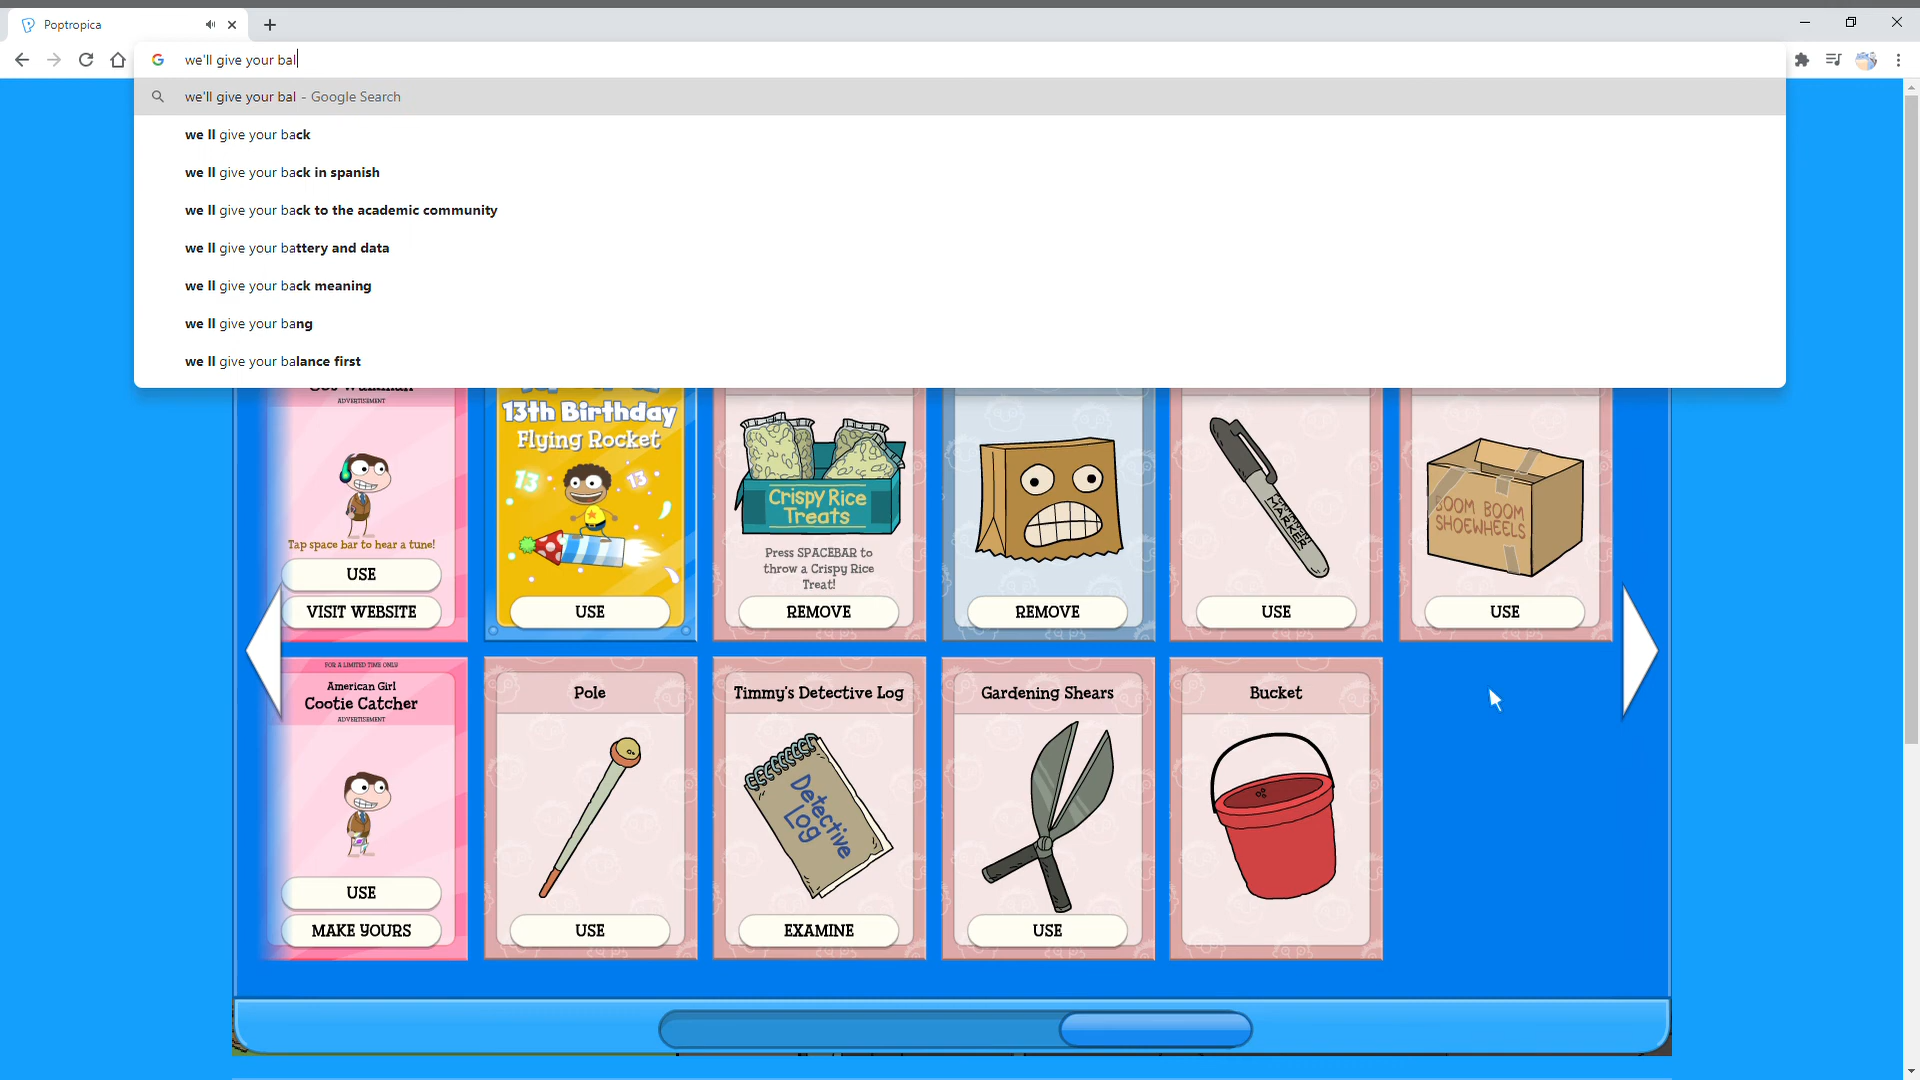 Poptropica
we'll give your bal
we'll give your bal - Google Search
we ll give your back
we ll give your back in spanish
we ll give your back to the academic community
we ll give your battery and data
we ll give your back meaning
we ll give your bang
we ll give your balance first
ADVERTISEMENT
Tap space bar to hear a tune!
USE
VISIT WEBSITE
13th Birthday
Flying Rocket
13
13
USE
Crispy Rice
Treats
Press SPACEBAR to
throw a Crispy Rice
Treat!
REMOVE
REMOVE
MARKER
USE
BOOM BOOM
SHOEWHEELS
USE
FOR A LIMITED TIME ONLY
American Girl
Cootie Catcher
ADVERTISEMENT
USE
MAKE YOURS
Pole
USE
Timmy's Detective Log
Detective
Log
EXAMINE
Gardening Shears
USE
Bucket